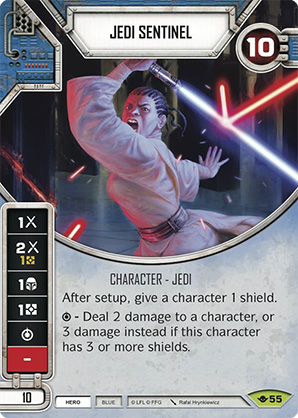 JEDI SENTINEL
10
1
2
1
1
1
-
CHARACTER - JEDI
After setup, give a character 1 shield.
- Deal 2 damage to a character, or
3 damage instead if this character
has 3 or more shields.
10
HERO
BLUE
© LFL © FFG
Rafal Hrynkiewicz
55